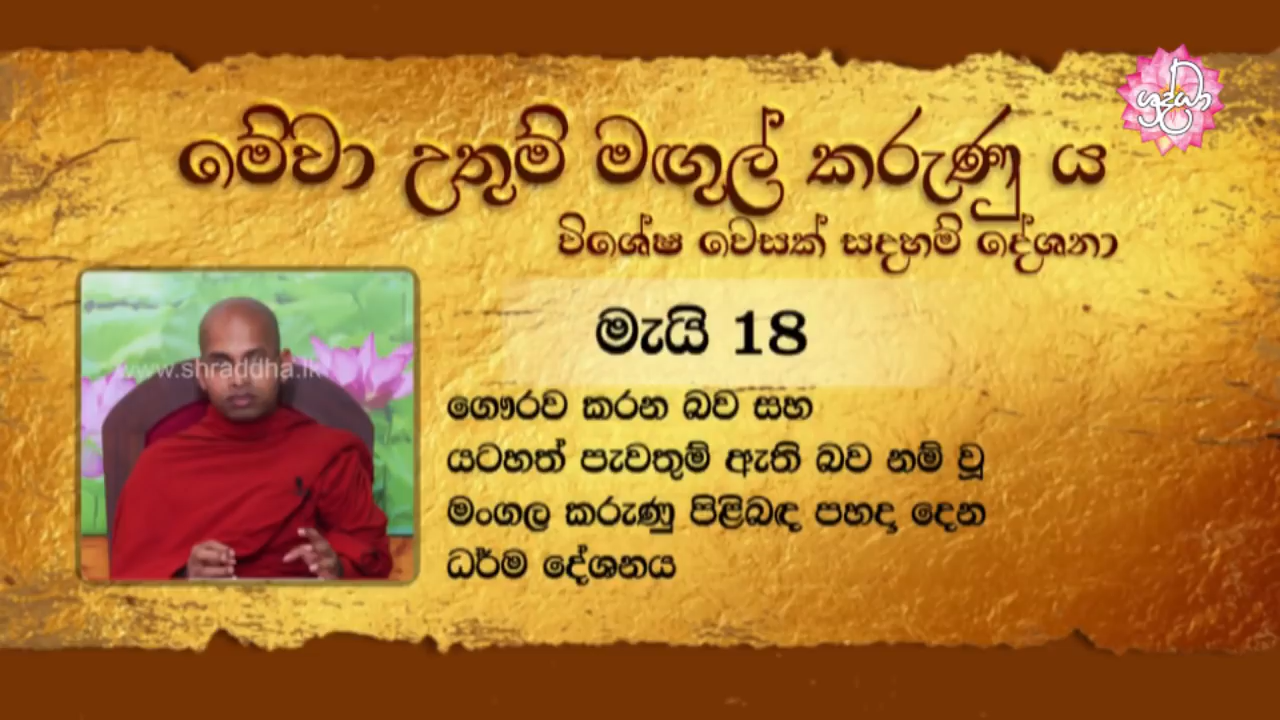 ශ්‍රද්ධා
මේවා උතුම් මඟුල් කරුණු ය
විශේෂ වෙසක් සදහම් දේශනා
මැයි 18
www.shraddha.lk
ගෞරව කරන බව සහ
යටහත් පැවතුම් ඇති බව නම් වූ
මංගල කරුණු පිළිබඳ පහදා දෙන
ධර්ම දේශනය